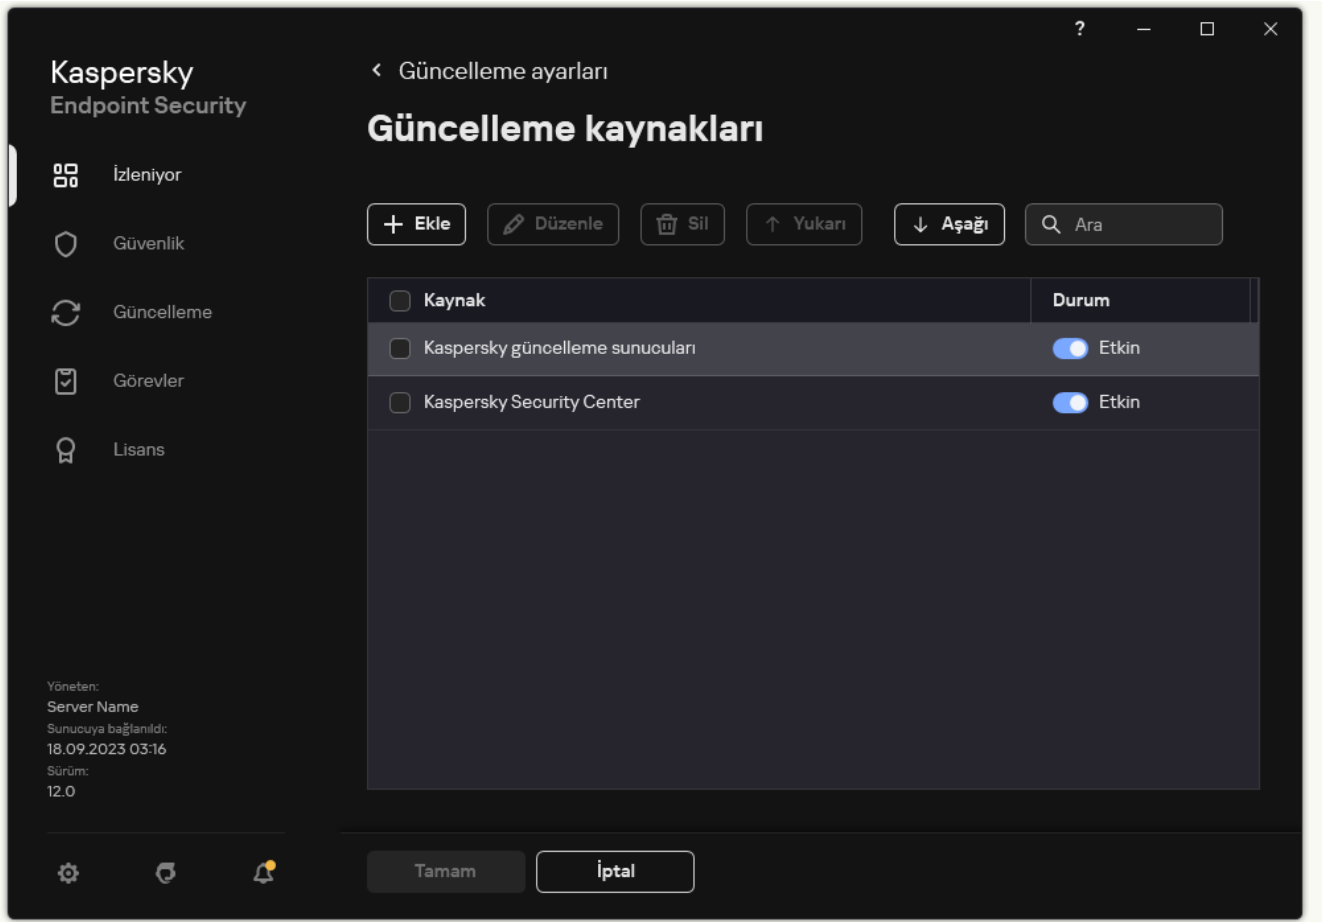 ?
Kaspersky
Endpoint Security
Güncelleme ayarları
Güncelleme kaynakları
İzleniyor
Güvenlik
Güncelleme
Görevler
Lisans
Ekle
Düzenle
Sil
Yukarı
Aşağı
Ara
Kaynak
Durum
Kaspersky güncelleme sunucuları
Etkin
Kaspersky Security Center
Etkin
Yöneten:
Server Name
Sunucuya bağlanıldı:
18.09.2023 03:16
Sürüm:
12.0
Tamam
İptal